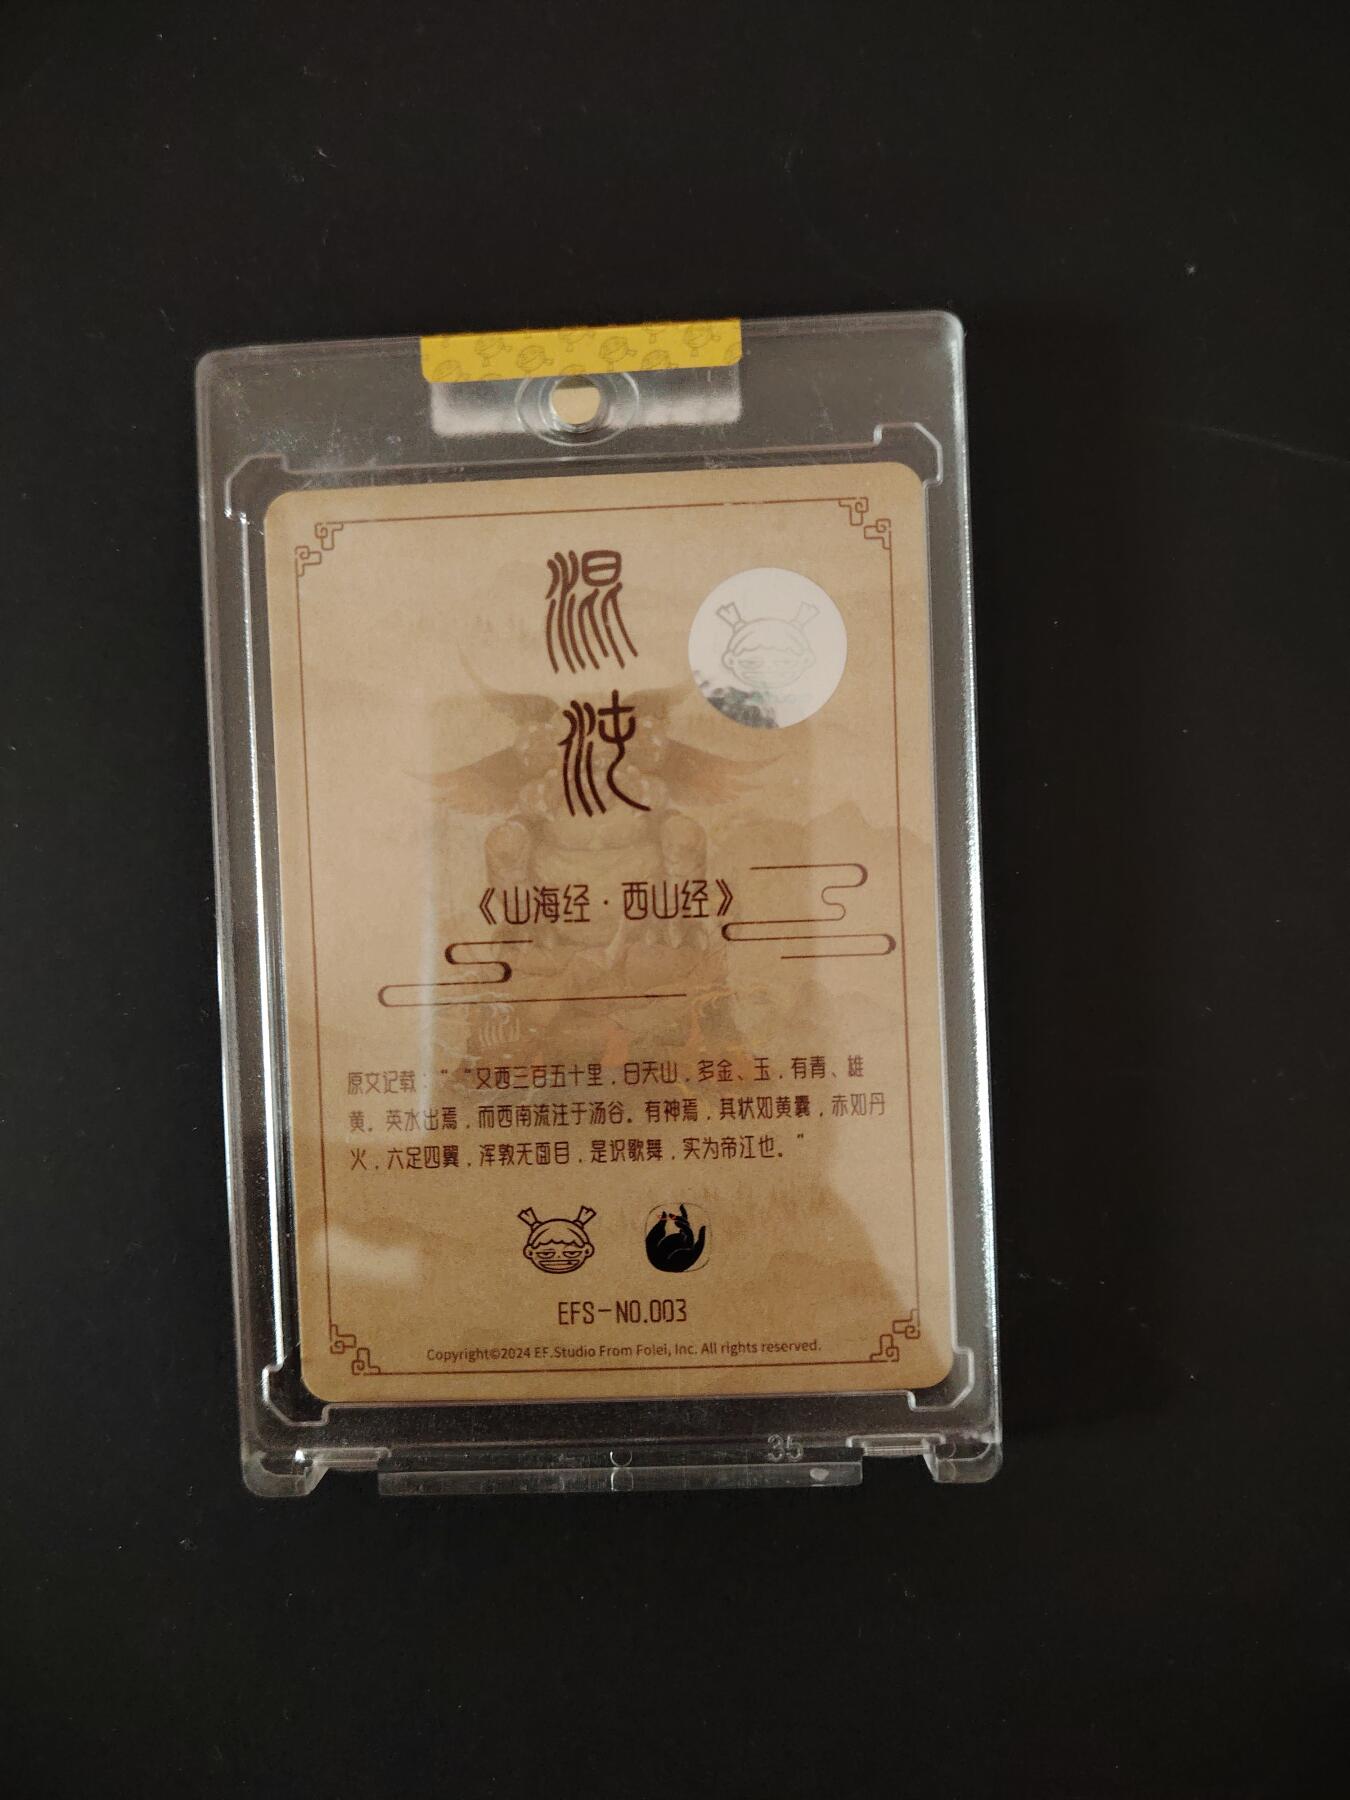 混
沌
《山海经·西山经》
原文记载：““又西三百五十里，曰天山，多金、玉，有青、雄
黄。英水出焉，而西南流注于汤谷。有神焉，其状如黄囊，赤如丹
火，六足四翼，浑敦无面目，是识歌舞，实为帝江也。”
EFS-NO.003
Copyright©2024 EF.Studio From Folei, Inc. All rights reserved.
35